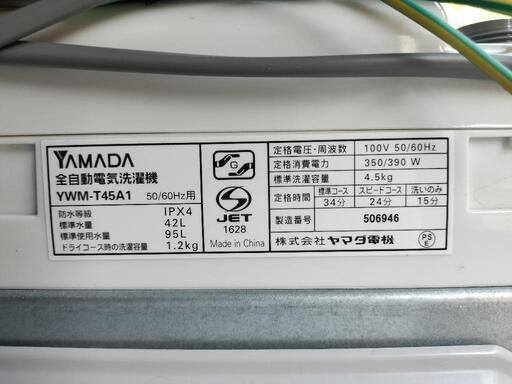 YAMADA
全自動電気洗濯機
YWM-T45A1 50/60Hz用
防水等級 IPX4
標準水量 42L
標準使用水量 95L
ドライコース時の洗濯容量 1.2kg
G
S
JET
1628
Made in China
定格電圧・周波数 100V 50/60Hz
定格消費電力 350/390 W
標準洗濯容量 4.5kg
定格時間 標準コース スピードコース 洗いのみ
34分 24分 15分
製造番号 506946
株式会社ヤマダ電機
PS
E